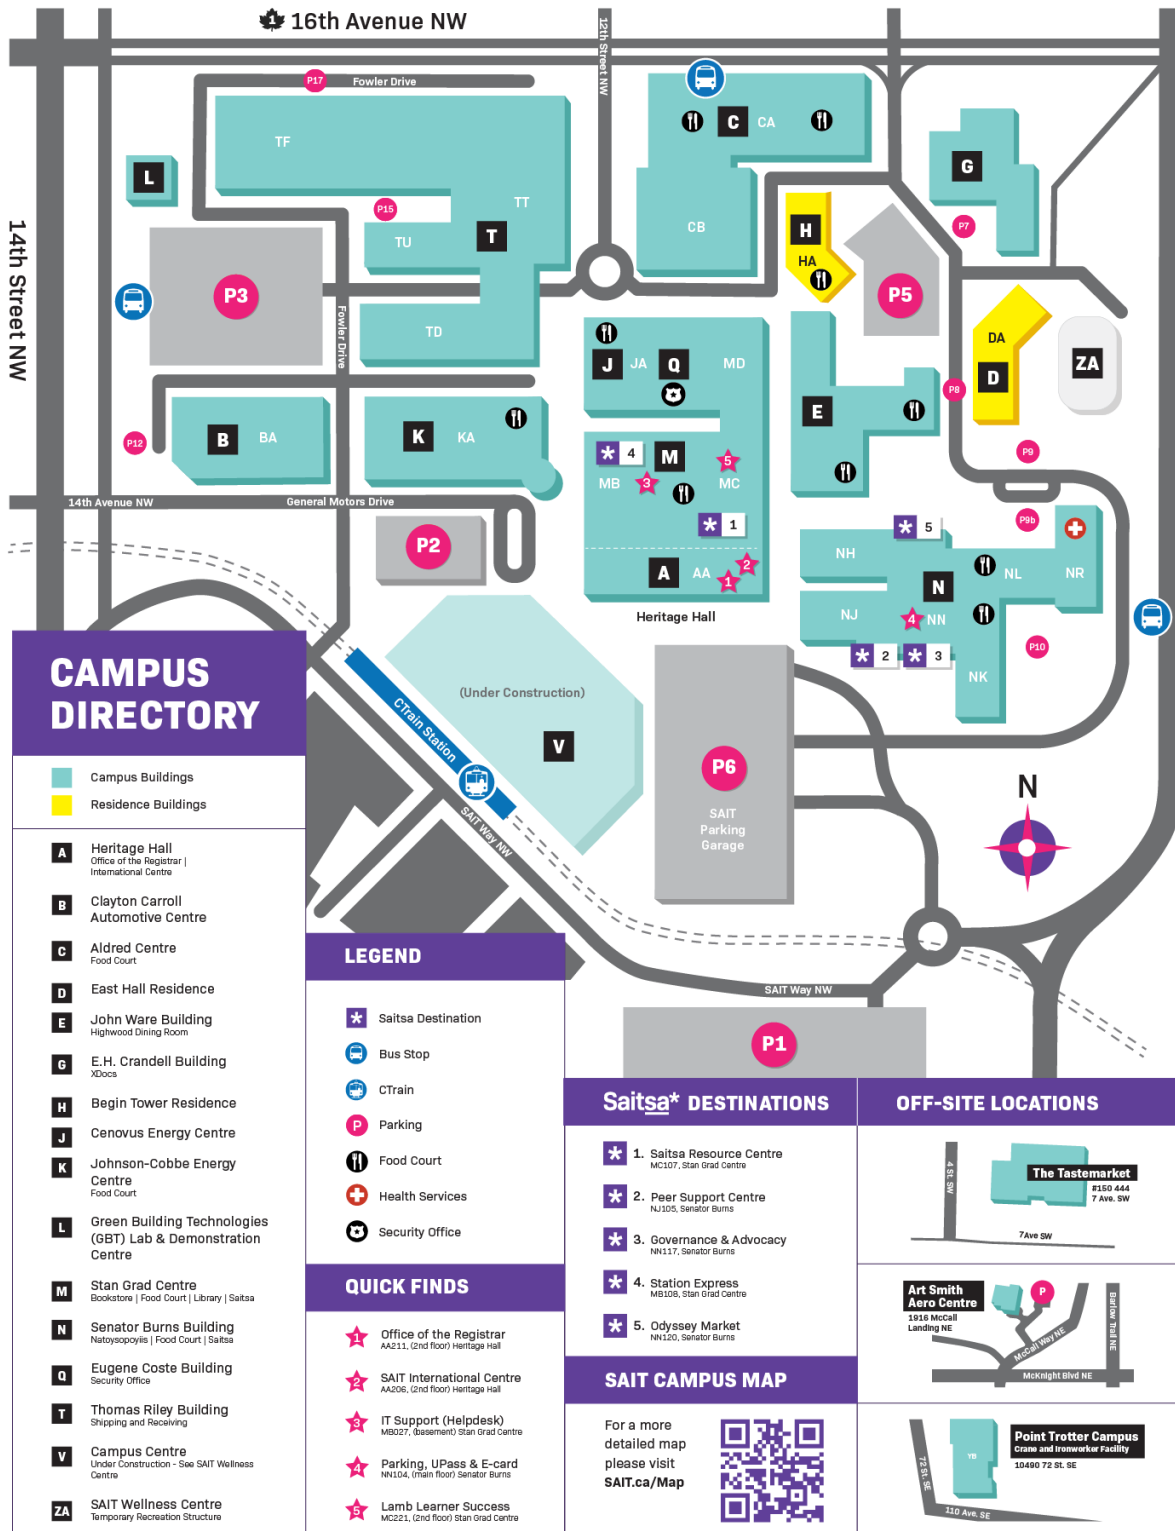 16th Avenue NW
1
12th Street NW
P17
Fowler Drive
C
CA
TF
G
L
TT
P15
T
TU
CB
H
HA
P7
14th Street NW
P3
P5
Fowler Drive
TD
DA
D
ZA
J
JA
Q
MD
P8
E
B
BA
K
KA
P12
4
M
5
P9
MB
3
MC
14th Avenue NW
General Motors Drive
1
5
P9b
P2
NH
NL
NR
A
AA
2
1
N
NJ
4
NN
Heritage Hall
2
3
P10
NK
(Under Construction)
V
CTrain Station
P6
SAIT
Parking
Garage
N
SAIT Way NW
SAIT Way NW
P1
CAMPUS
DIRECTORY
Campus Buildings
Residence Buildings
A
Heritage Hall
Office of the Registrar |
International Centre
B
Clayton Carroll
Automotive Centre
C
Aldred Centre
Food Court
D
East Hall Residence
E
John Ware Building
Highwood Dining Room
G
E.H. Crandell Building
XDocs
H
Begin Tower Residence
J
Cenovus Energy Centre
K
Johnson-Cobbe Energy
Centre
Food Court
L
Green Building Technologies
(GBT) Lab & Demonstration
Centre
M
Stan Grad Centre
Bookstore | Food Court | Library | Saitsa
N
Senator Burns Building
Natoysopoyiis | Food Court | Saitsa
Q
Eugene Coste Building
Security Office
T
Thomas Riley Building
Shipping and Receiving
V
Campus Centre
Under Construction - See SAIT Wellness
Centre
ZA
SAIT Wellness Centre
Temporary Recreation Structure
LEGEND
Saitsa Destination
Bus Stop
CTrain
P
Parking
Food Court
Health Services
Security Office
QUICK FINDS
1
Office of the Registrar
AA211, (2nd floor) Heritage Hall
2
SAIT International Centre
AA206, (2nd floor) Heritage Hall
3
IT Support (Helpdesk)
MB027, (basement) Stan Grad Centre
4
Parking, UPass & E-card
NN104, (main floor) Senator Burns
5
Lamb Learner Success
MC221, (2nd floor) Stan Grad Centre
Saitsa* DESTINATIONS
1. Saitsa Resource Centre
MC107, Stan Grad Centre
2. Peer Support Centre
NJ105, Senator Burns
3. Governance & Advocacy
NN117, Senator Burns
4. Station Express
MB108, Stan Grad Centre
5. Odyssey Market
NN120, Senator Burns
SAIT CAMPUS MAP
For a more
detailed map
please visit
SAIT.ca/Map
OFF-SITE LOCATIONS
4 St. SW
The Tastemarket
#150 444
7 Ave. SW
7Ave SW
Art Smith
Aero Centre
1916 McCall
Landing NE
P
McCall Way NE
Barlow Trail NE
McKnight Blvd NE
72 St. SE
YB
Point Trotter Campus
Crane and Ironworker Facility
10490 72 St. SE
110 Ave. SE